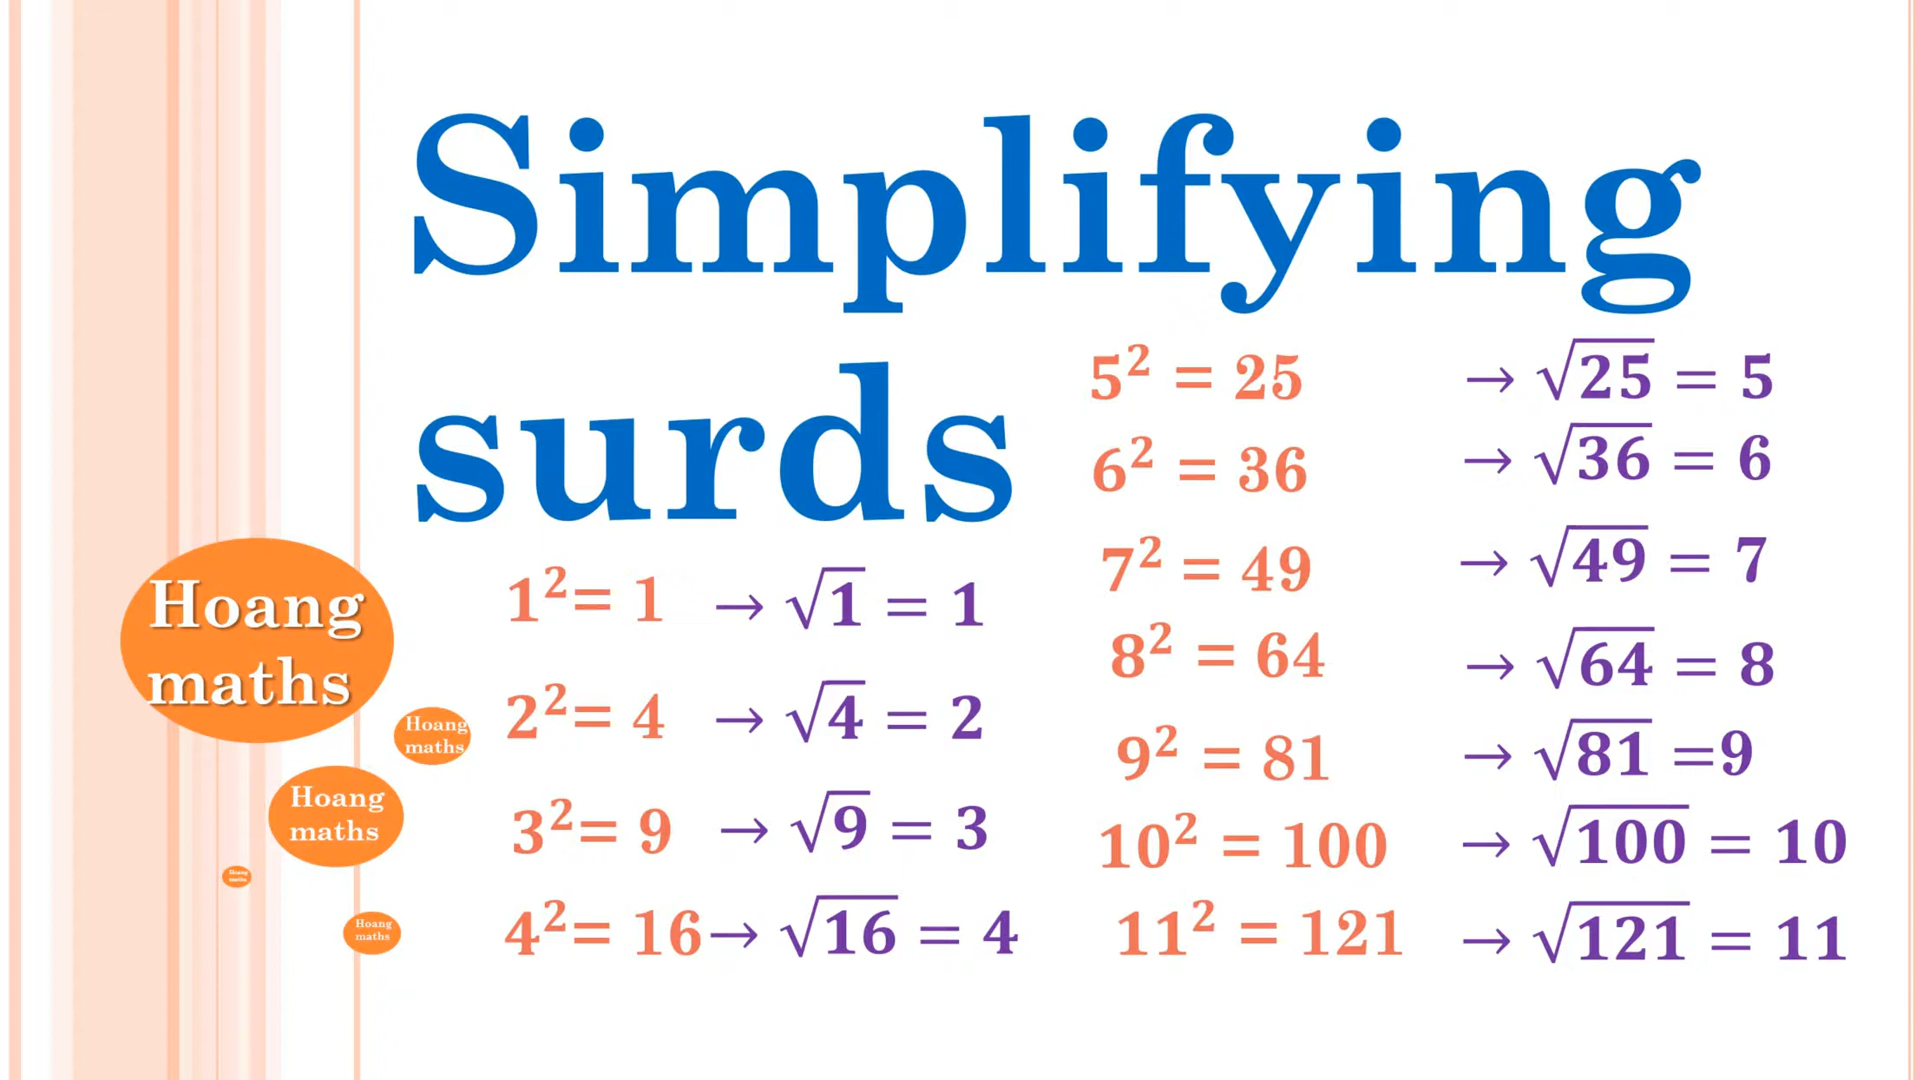 Simplifying
surds
1² = 1 → √1 = 1
2² = 4 → √4 = 2
3² = 9 → √9 = 3
4² = 16 → √16 = 4
5² = 25 → √25 = 5
6² = 36 → √36 = 6
7² = 49 → √49 = 7
8² = 64 → √64 = 8
9² = 81 → √81 =9
10² = 100 → √100 = 10
11² = 121 → √121 = 11
Hoang
maths
Hoang
maths
Hoang
maths
Hoang
maths
Hoang
maths